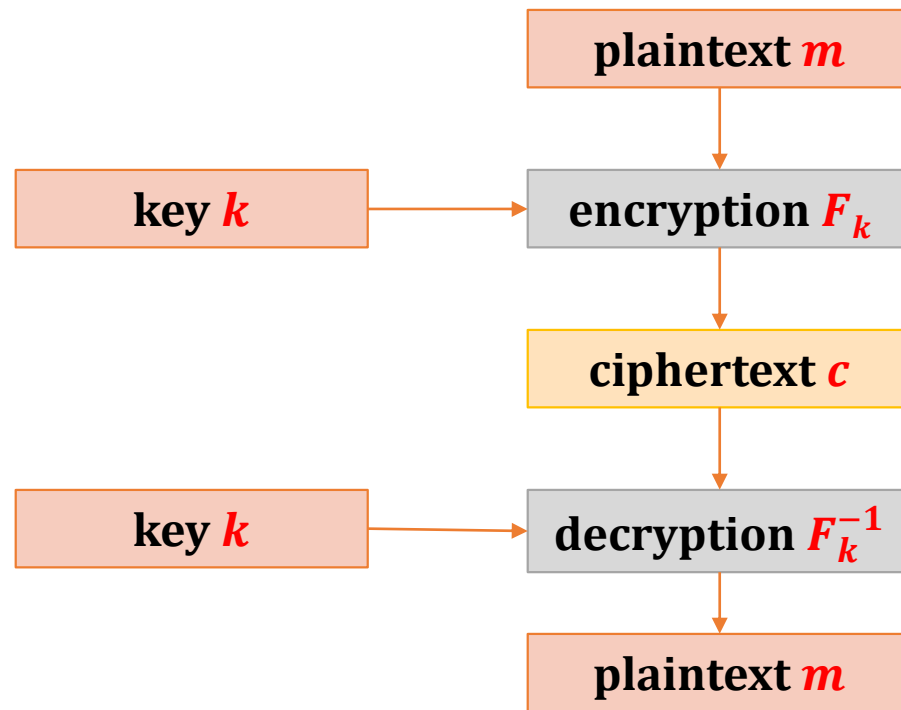 plaintext m
key k
encryption F_k
ciphertext c
key k
decryption F_k^{-1}
plaintext m